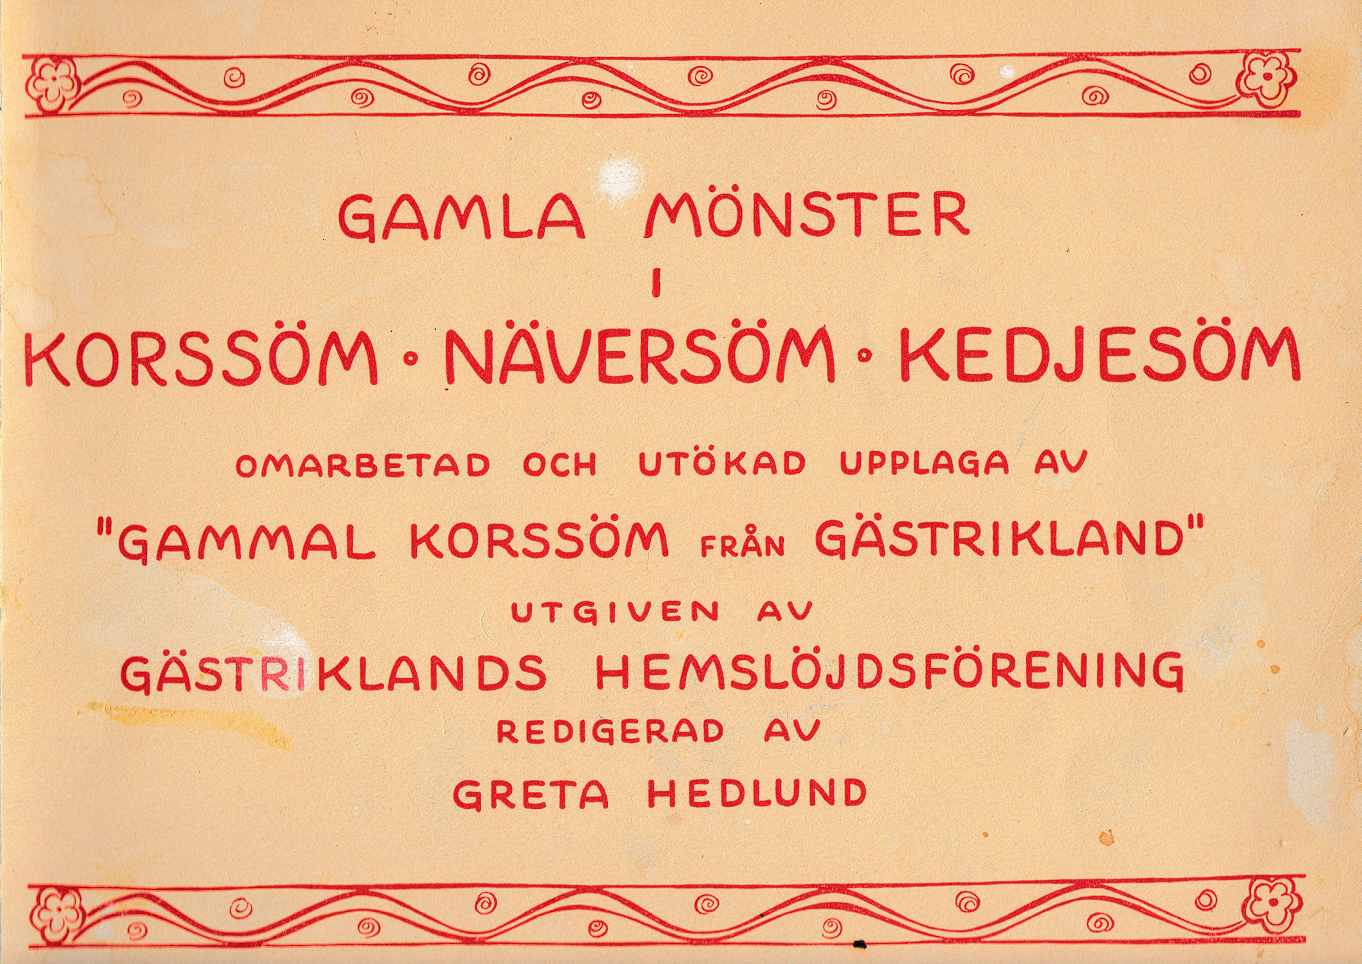 GAMLA MÖNSTER
I
KORSSÖM • NÄVERSÖM • KEDJESÖM
OMARBETAD OCH UTÖKAD UPPLAGA AV
"GAMMAL KORSSÖM FRÅN GÄSTRIKLAND"
UTGIVEN AV
GÄSTRIKLANDS HEMSLÖJDSFÖRENING
REDIGERAD AV
GRETA HEDLUND